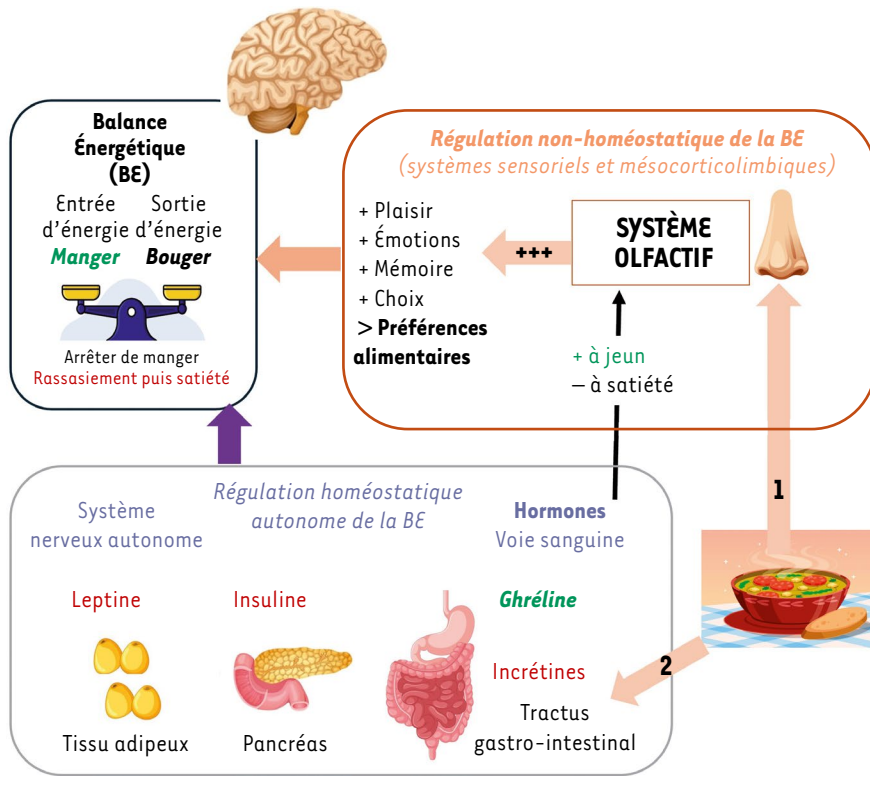 Balance
Énergétique
(BE)
Entrée Sortie
d'énergie d'énergie
Manger Bouger
Arrêter de manger
Rassasiement puis satiété
Régulation non-homéostatique de la BE
(systèmes sensoriels et mésocorticolimbiques)
+ Plaisir
+ Émotions
+ Mémoire
+ Choix
> Préférences
alimentaires
+++
SYSTÈME
OLFACTIF
+ à jeun
– à satiété
1
Système
nerveux autonome
Régulation homéostatique
autonome de la BE
Hormones
Voie sanguine
Leptine
Insuline
Ghréline
Incrétines
2
Tissu adipeux
Pancréas
Tractus
gastro-intestinal